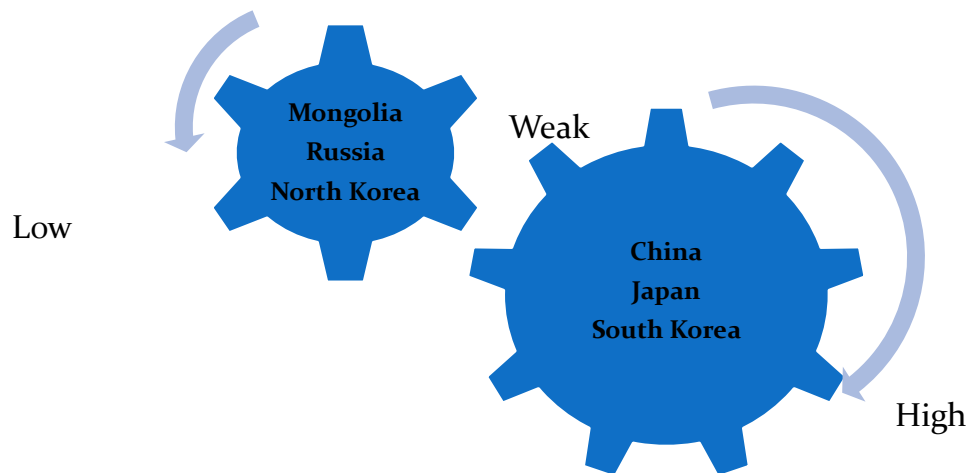 Mongolia
Russia
North Korea
Weak
Low
China
Japan
South Korea
High